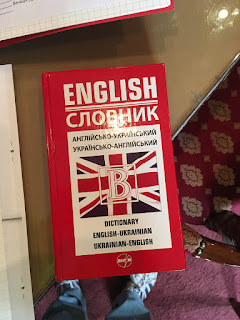 ENGLISH
СЛОВНИК
АНГЛІЙСЬКО-УКРАЇНСЬКИЙ
УКРАЇНСЬКО-АНГЛІЙСЬКИЙ
B
DICTIONARY
ENGLISH-UKRAINIAN
UKRAINIAN-ENGLISH